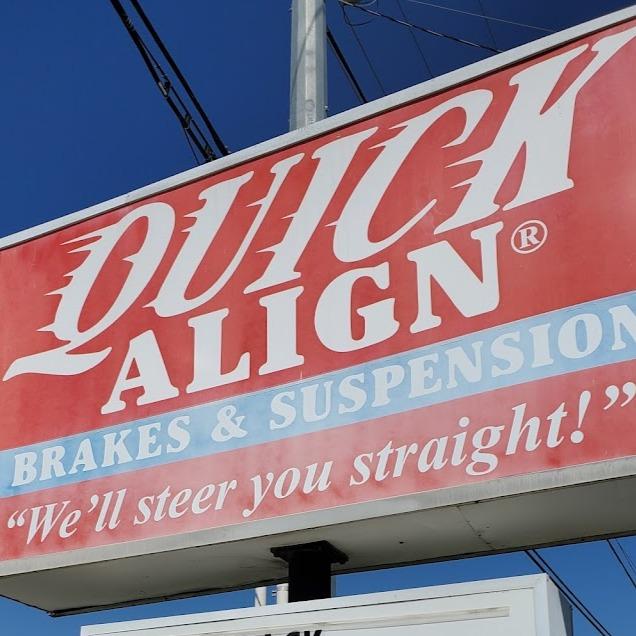 QUICK
ALIGN®
BRAKES & SUSPENSION
“We’ll steer you straight!”